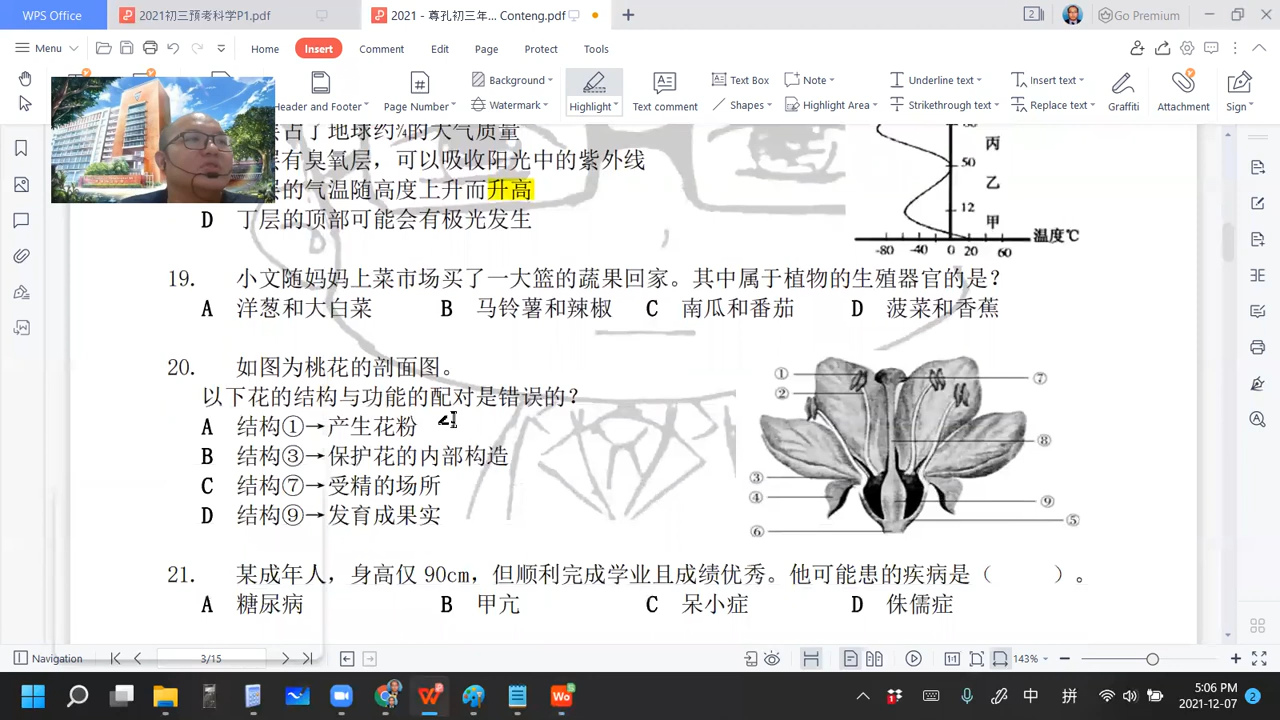 WPS Office
2021初三预考科学P1.pdf
2021 - 尊孔初三年... Conteng.pdf
2
Go Premium
Menu
Home
Insert
Comment
Edit
Page
Protect
Tools
Header and Footer
Page Number
Background
Watermark
Highlight
Text comment
Text Box
Shapes
Note
Highlight Area
Underline text
Strikethrough text
Insert text
Replace text
Graffiti
Attachment
Sign
占了地球约¾的大气质量
有臭氧层，可以吸收阳光中的紫外线
层的气温随高度上升而升高
D 丁层的顶部可能会有极光发生
丙
50
乙
12
甲
-80 -40 0 20 60
温度℃
19. 小文随妈妈上菜市场买了一大篮的蔬果回家。其中属于植物的生殖器官的是?
A 洋葱和大白菜 B 马铃薯和辣椒 C 南瓜和番茄 D 菠菜和香蕉
20. 如图为桃花的剖面图。
以下花的结构与功能的配对是错误的?
A 结构①→产生花粉
B 结构③→保护花的内部构造
C 结构⑦→受精的场所
D 结构⑨→发育成果实
①
②
③
④
⑥
⑦
⑧
⑨
⑤
21. 某成年人，身高仅 90cm，但顺利完成学业且成绩优秀。他可能患的疾病是（ ）。
A 糖尿病 B 甲亢 C 呆小症 D 侏儒症
Navigation
3/15
143%
中
拼
5:06 PM
2021-12-07
2